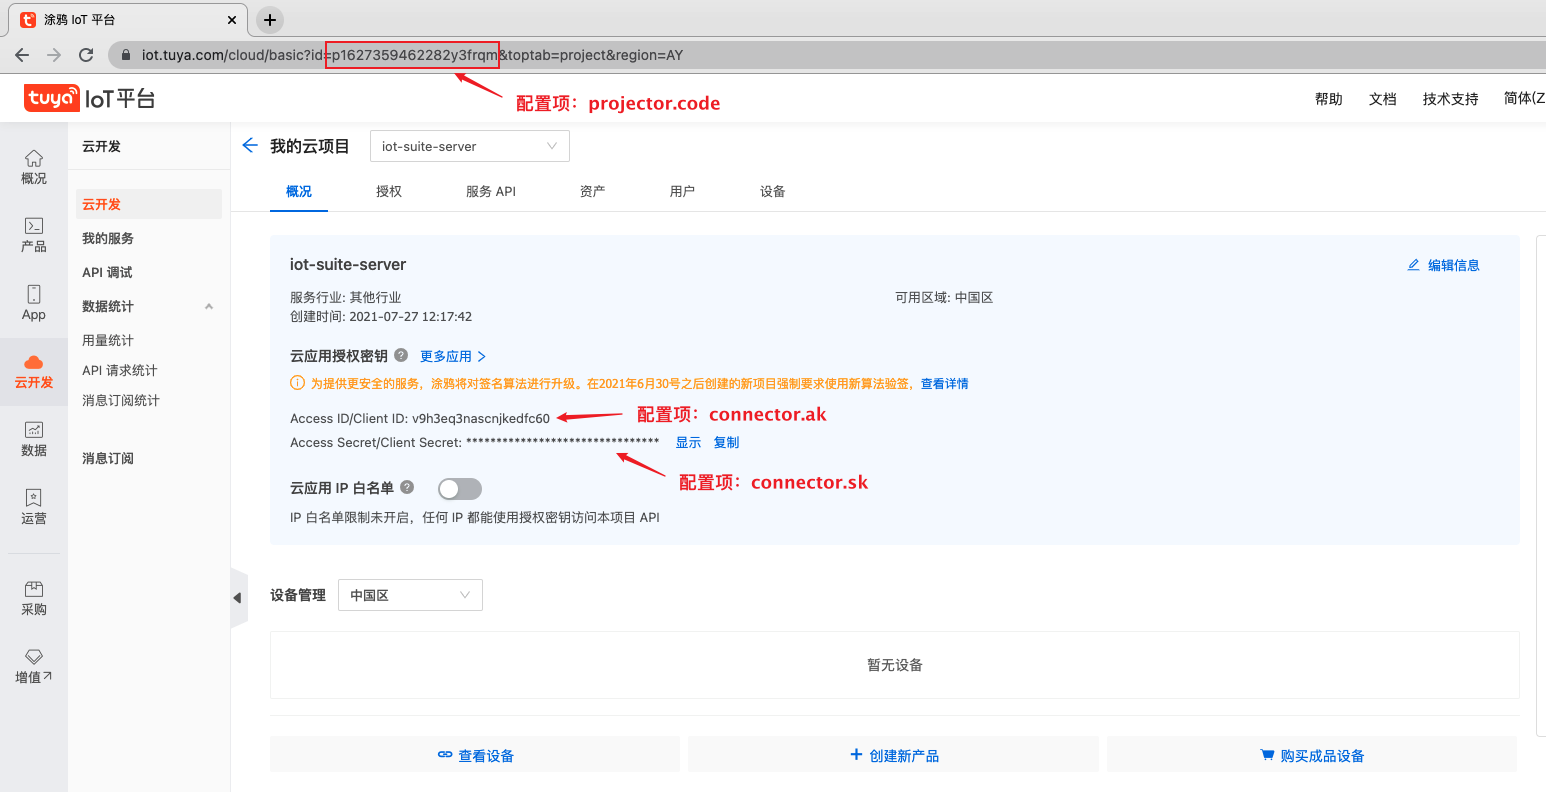 涂鸦 IoT 平台
iot.tuya.com/cloud/basic?id=p1627359462282y3frqm&toptab=project&region=AY
配置项：projector.code
tuya IoT平台
帮助 文档 技术支持 简体(Z
概况
产品
App
云开发
数据
运营
采购
增值
云开发
云开发
我的服务
API 调试
数据统计
用量统计
API 请求统计
消息订阅统计
消息订阅
我的云项目 iot-suite-server
概况 授权 服务 API 资产 用户 设备
iot-suite-server 编辑信息
服务行业: 其他行业 可用区域: 中国区
创建时间: 2021-07-27 12:17:42
云应用授权密钥 ? 更多应用
为提供更安全的服务，涂鸦将对签名算法进行升级。在2021年6月30号之后创建的新项目强制要求使用新算法验签，查看详情
Access ID/Client ID: v9h3eq3nascnjkedfc60 配置项：connector.ak
Access Secret/Client Secret: ******************************** 显示 复制
配置项：connector.sk
云应用 IP 白名单 ?
IP 白名单限制未开启，任何 IP 都能使用授权密钥访问本项目 API
设备管理 中国区
暂无设备
查看设备 创建新产品 购买成品设备